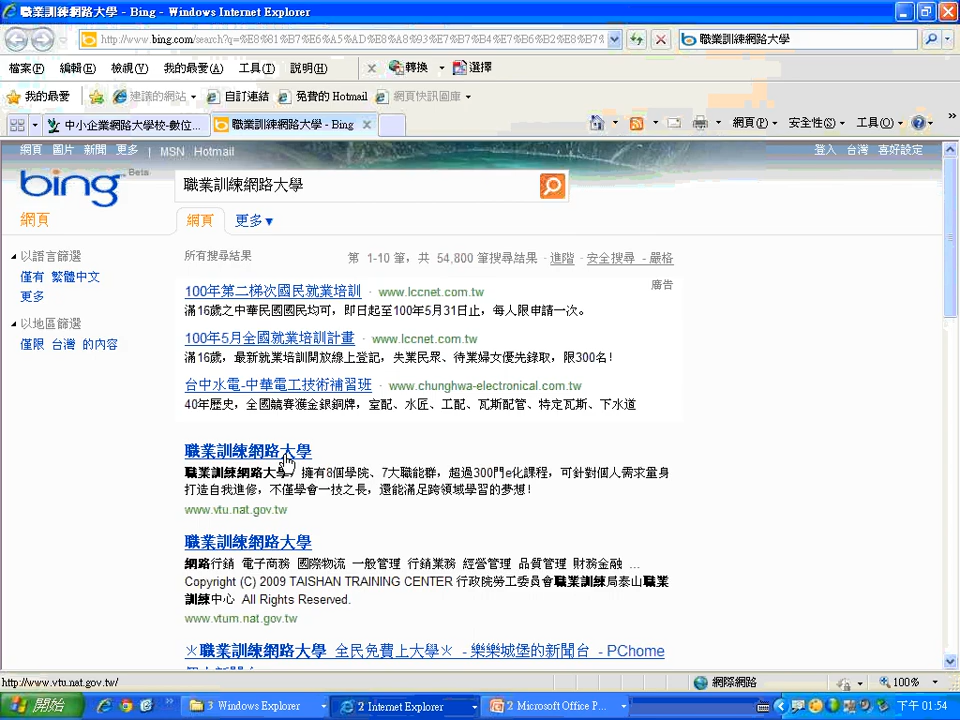 職業訓練網路大學 - Bing - Windows Internet Explorer
http://www.bing.com/search?q=%E8%81%B7%E6%A5%AD%E8%A8%93%E7%B7%B4%E7%B6%B2%E8%B7%
職業訓練網路大學
檔案(F) 編輯(E) 檢視(V) 我的最愛(A) 工具(T) 說明(H) 轉換 選擇
我的最愛 建議的網站 自訂連結 免費的 Hotmail 網頁快訊圖庫
中小企業網路大學校-數位... 職業訓練網路大學 - Bing 網頁(P) 安全性(S) 工具(O)
網頁 圖片 新聞 更多 | MSN Hotmail 登入 台灣 喜好設定
bing Beta
職業訓練網路大學
網頁
網頁 更多
以語言篩選
僅有 繁體中文
更多
以地區篩選
僅限 台灣 的內容
所有搜尋結果 第 1-10 筆，共 54,800 筆搜尋結果 · 進階 · 安全搜尋 - 嚴格
廣告
100年第二梯次國民就業培訓 · www.lccnet.com.tw
滿16歲之中華民國國民均可，即日起至100年5月31日止，每人限申請一次。
100年5月全國就業培訓計畫 · www.lccnet.com.tw
滿16歲，最新就業培訓開放線上登記，失業民眾、待業婦女優先錄取，限300名!
台中水電-中華電工技術補習班 · www.chunghwa-electronical.com.tw
40年歷史，全國競賽獲金銀銅牌，室配、水匠、工配、瓦斯配管、特定瓦斯、下水道
職業訓練網路大學
職業訓練網路大學，擁有8個學院、7大職能群，超過300門e化課程，可針對個人需求量身
打造自我進修，不僅學會一技之長，還能滿足跨領域學習的夢想!
www.vtu.nat.gov.tw
職業訓練網路大學
網路行銷 電子商務 國際物流 一般管理 行銷業務 經營管理 品質管理 財務金融 ...
Copyright (C) 2009 TAISHAN TRAINING CENTER 行政院勞工委員會職業訓練局泰山職業
訓練中心 All Rights Reserved.
www.vtum.nat.gov.tw
※職業訓練網路大學 全民免費上大學※ - 樂樂城堡的新聞台 - PChome
http://www.vtu.nat.gov.tw/ 網際網路 100%
開始 3 Windows Explorer 2 Internet Explorer 2 Microsoft Office P... 下午 01:54